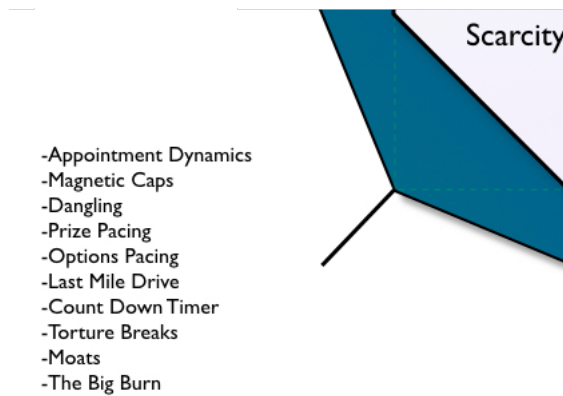 Scarcity
-Appointment Dynamics
-Magnetic Caps
-Dangling
-Prize Pacing
-Options Pacing
-Last Mile Drive
-Count Down Timer
-Torture Breaks
-Moats
-The Big Burn